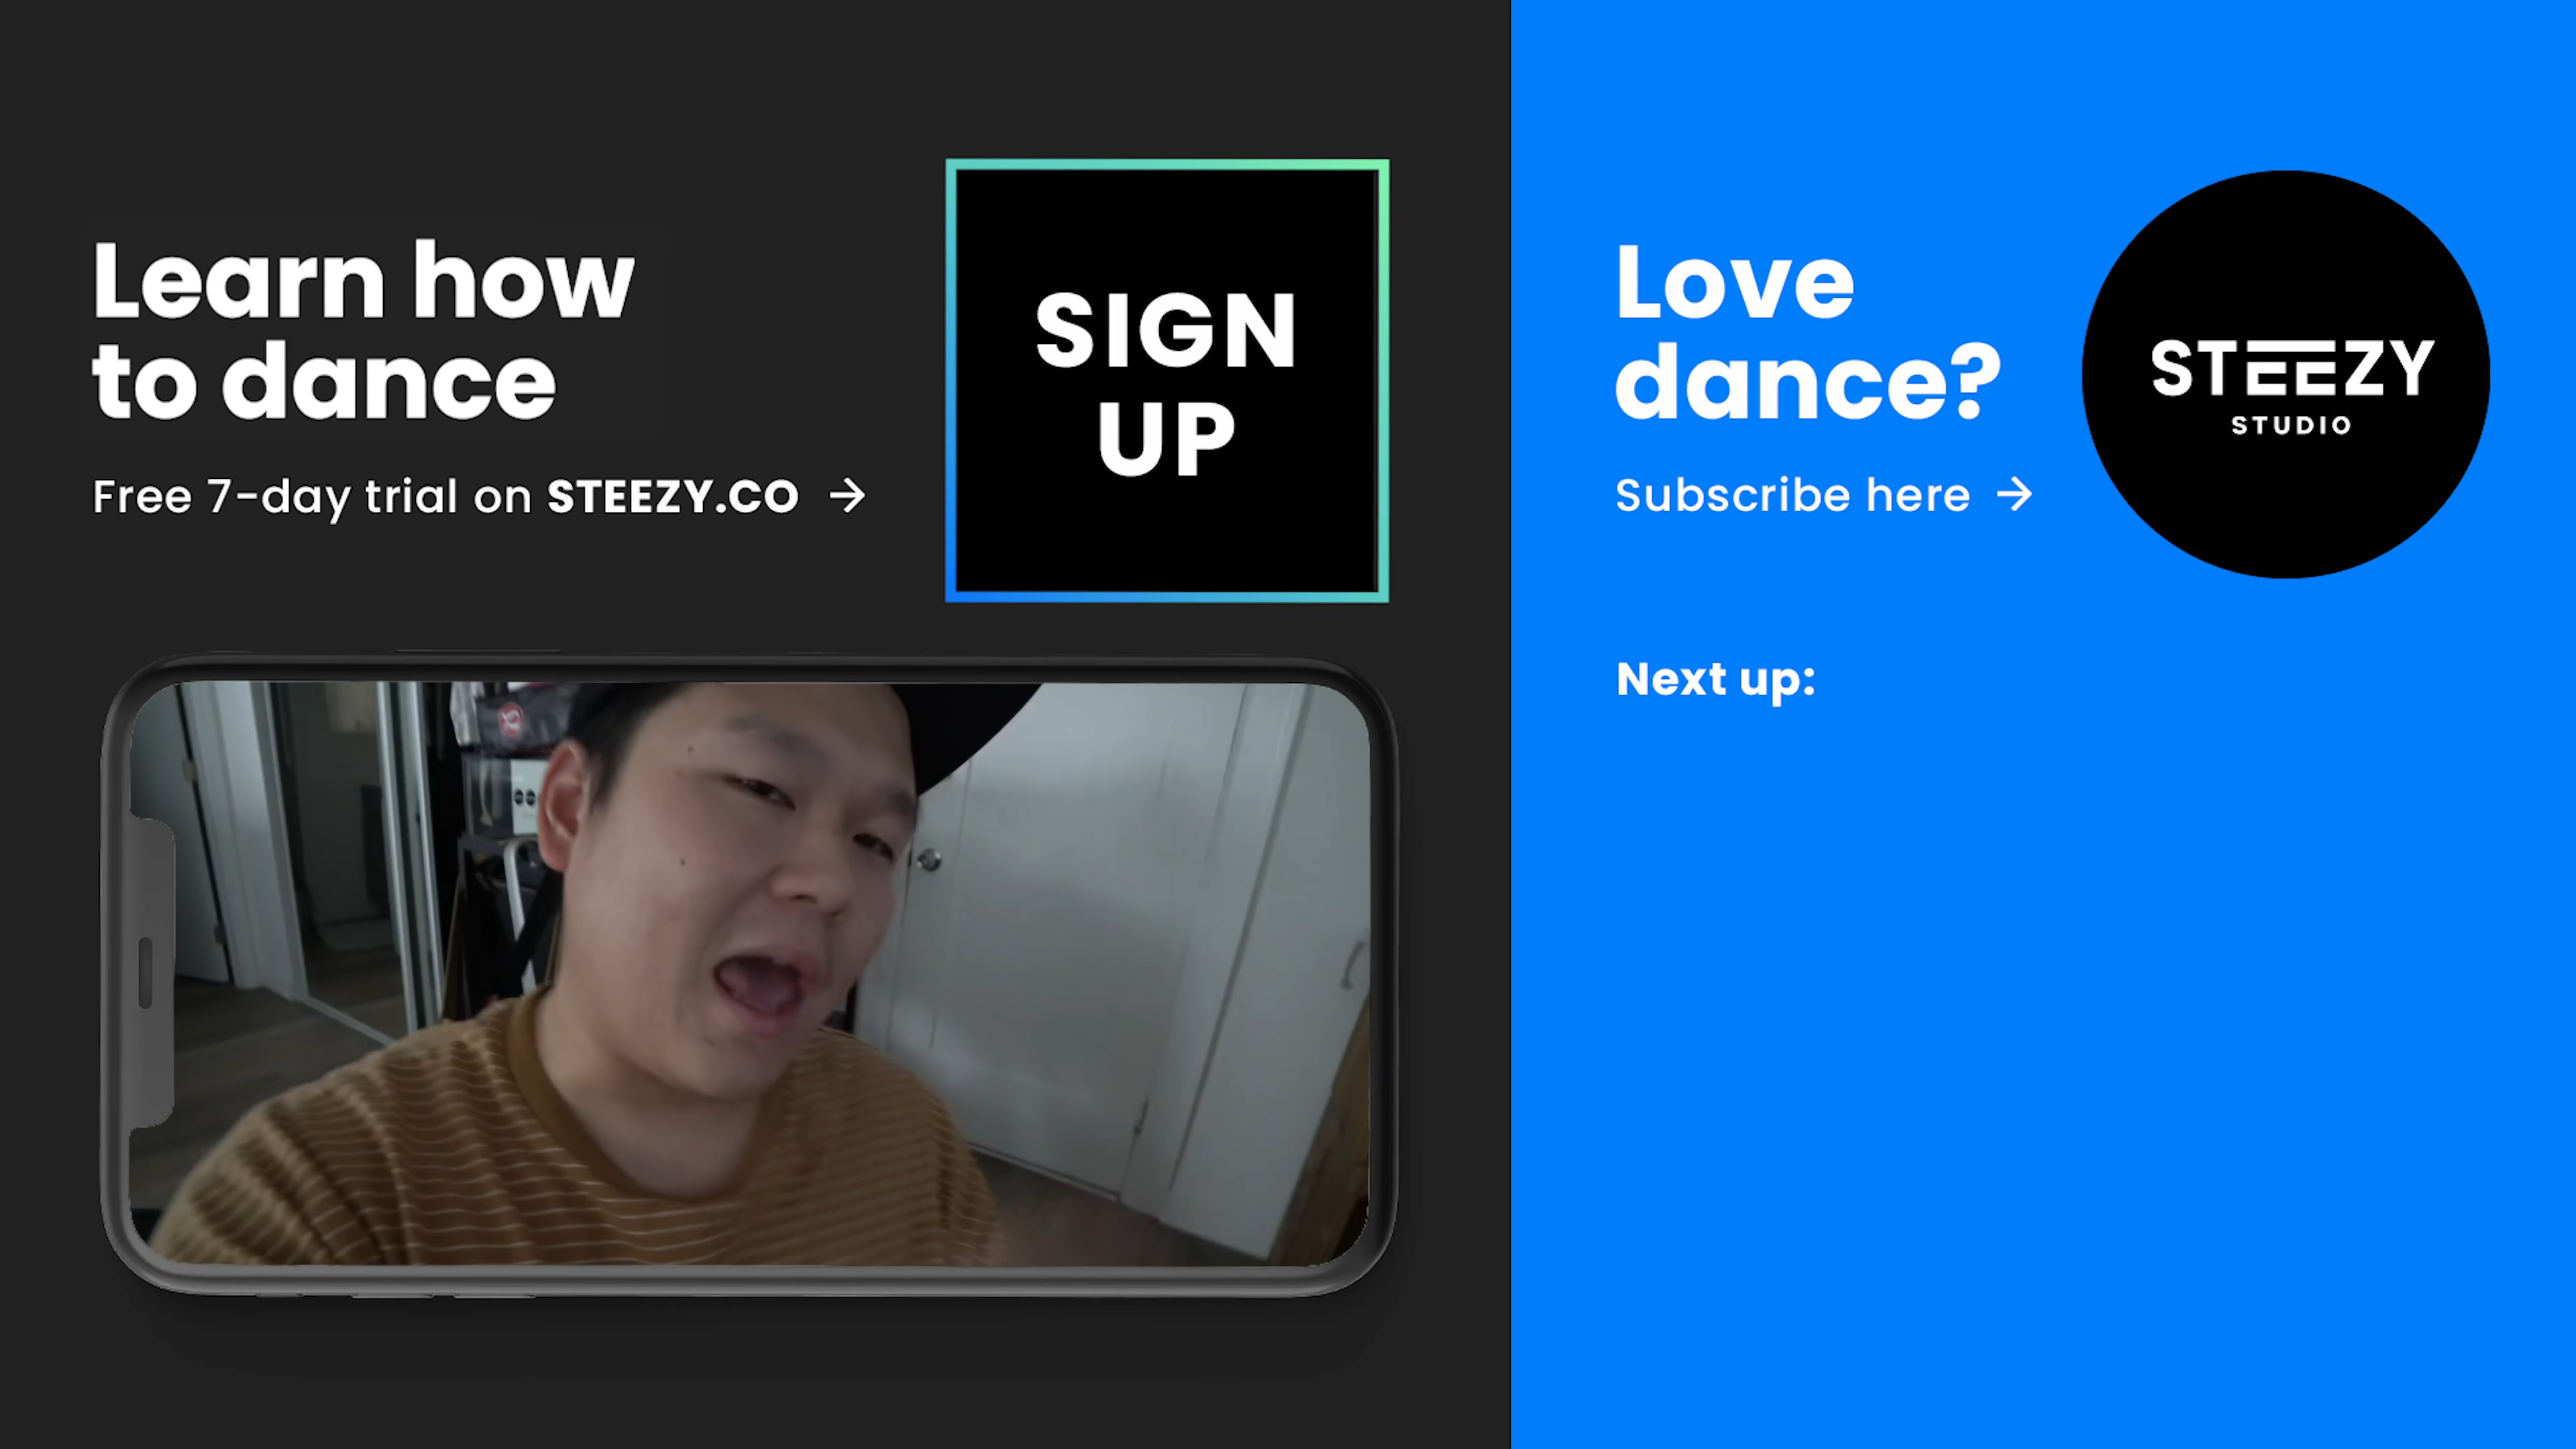 Learn how
to dance
Free 7-day trial on STEEZY.CO →
SIGN
UP
Love
dance?
Subscribe here →
STEEZY
STUDIO
Next up: